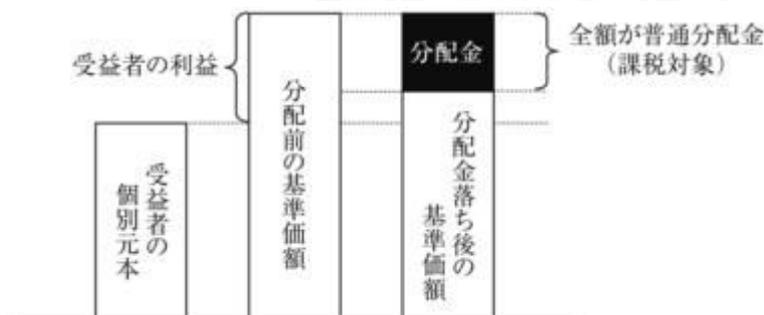 受益者の利益
分配金
全額が普通分配金
(課税対象)
受益者の
個別元本
分配前の基準価額
分配金落ち後の
基準価額